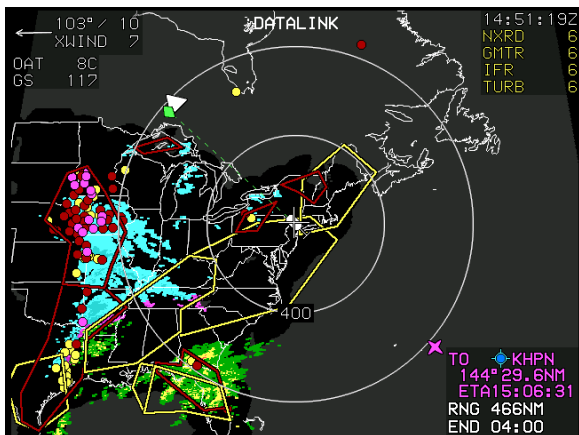 103°/ 10
XWIND 7
OAT 8C
GS 117
DATALINK
14:51:19Z
NXRD 6
GMTR 6
IFR 6
TURB 6
400
TO KHPN
144°29.6NM
ETA15:06:31
RNG 466NM
END 04:00